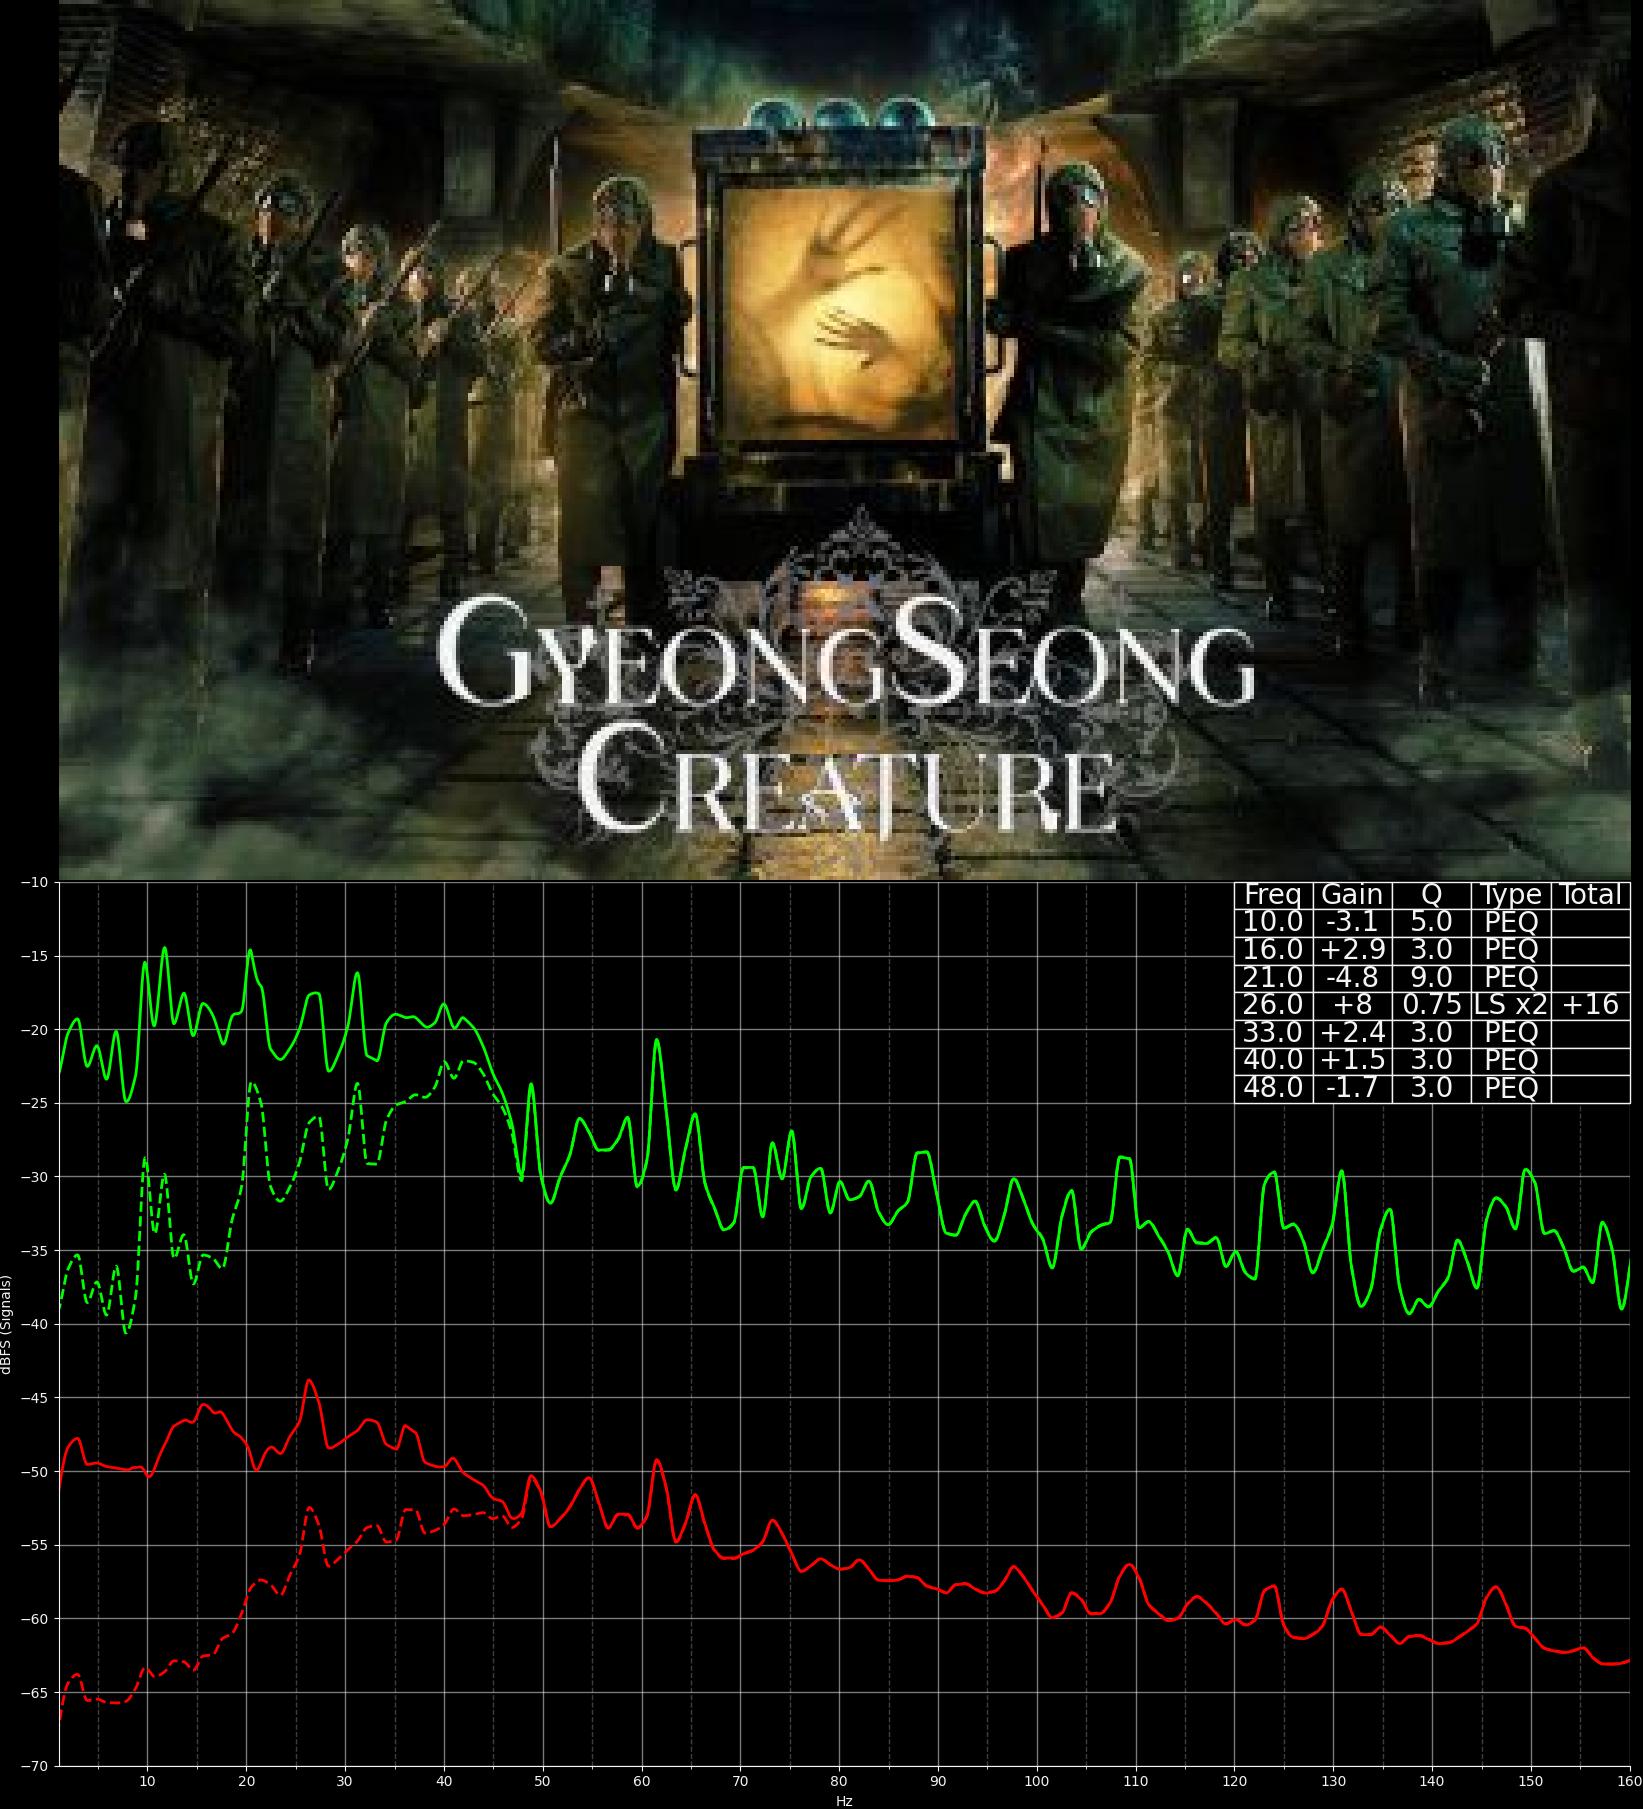 GYEONGSEONG
CREATURE
Freq Gain Q Type Total
10.0 -3.1 5.0 PEQ
16.0 +2.9 3.0 PEQ
21.0 -4.8 9.0 PEQ
26.0 +8 0.75 LS x2 +16
33.0 +2.4 3.0 PEQ
40.0 +1.5 3.0 PEQ
48.0 -1.7 3.0 PEQ
−10
−15
−20
−25
−30
−35
−40
−45
−50
−55
−60
−65
−70
dBFS (Signals)
10 20 30 40 50 60 70 80 90 100 110 120 130 140 150 160
Hz